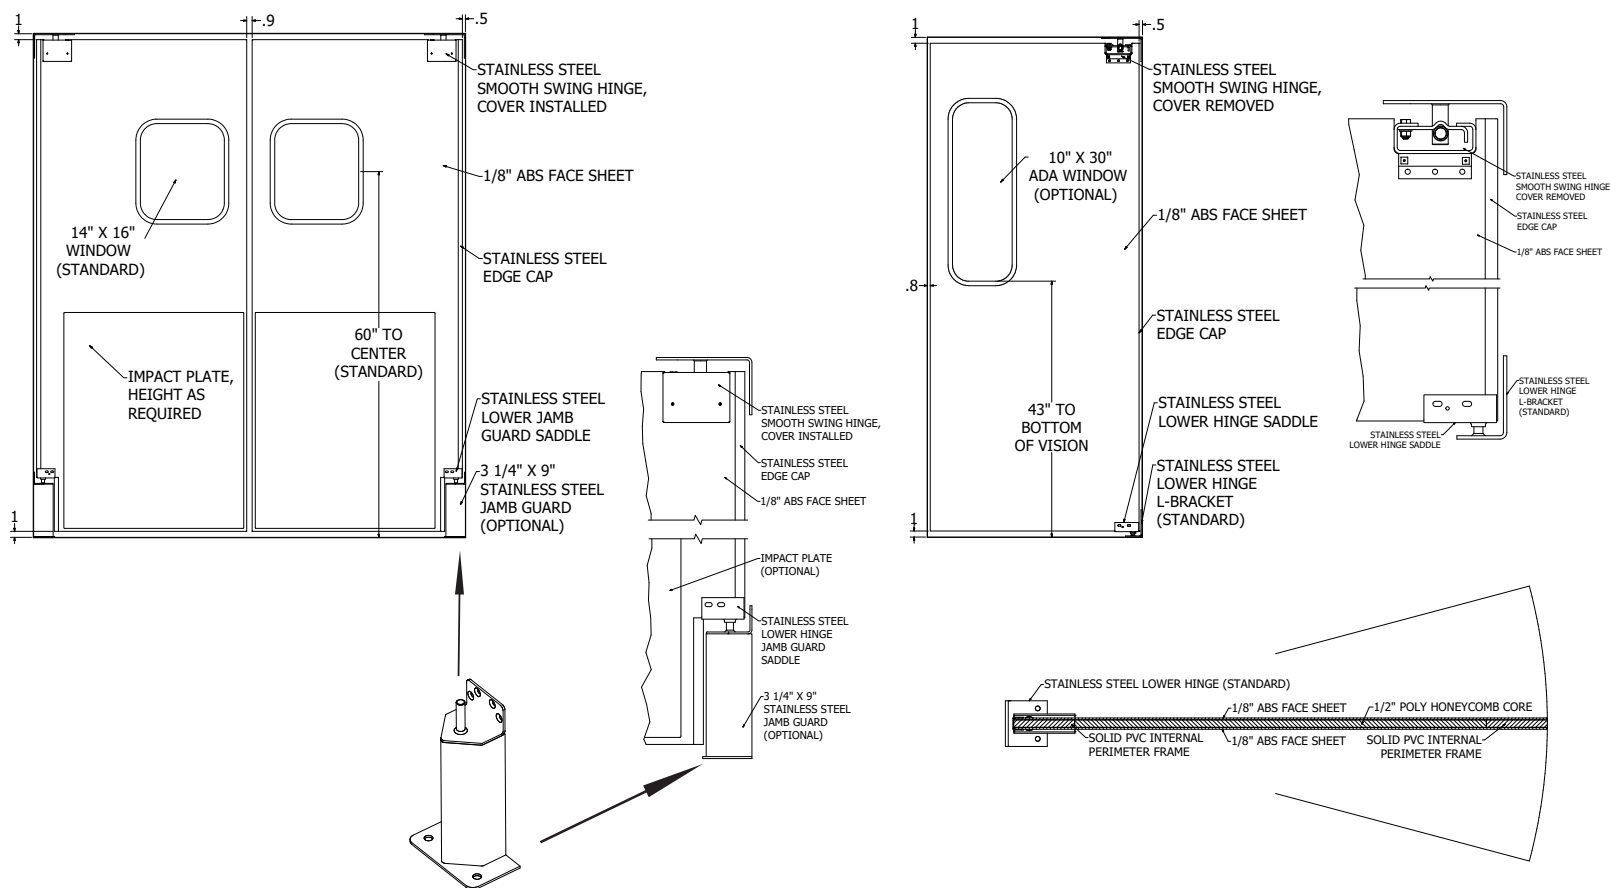 1
.9
.5
STAINLESS STEEL
SMOOTH SWING HINGE,
COVER INSTALLED
1/8" ABS FACE SHEET
14" X 16"
WINDOW
(STANDARD)
STAINLESS STEEL
EDGE CAP
60" TO
CENTER
(STANDARD)
IMPACT PLATE,
HEIGHT AS
REQUIRED
STAINLESS STEEL
LOWER JAMB
GUARD SADDLE
3 1/4" X 9"
STAINLESS STEEL
JAMB GUARD
(OPTIONAL)
1
STAINLESS STEEL
SMOOTH SWING HINGE,
COVER INSTALLED
STAINLESS STEEL
EDGE CAP
1/8" ABS FACE SHEET
IMPACT PLATE
(OPTIONAL)
STAINLESS STEEL
LOWER HINGE
JAMB GUARD
SADDLE
3 1/4" X 9"
STAINLESS STEEL
JAMB GUARD
(OPTIONAL)
1
.5
STAINLESS STEEL
SMOOTH SWING HINGE,
COVER REMOVED
10" X 30"
ADA WINDOW
(OPTIONAL)
1/8" ABS FACE SHEET
.8
STAINLESS STEEL
EDGE CAP
43" TO
BOTTOM
OF VISION
STAINLESS STEEL
LOWER HINGE SADDLE
STAINLESS STEEL
LOWER HINGE
L-BRACKET
(STANDARD)
1
STAINLESS STEEL
SMOOTH SWING HINGE
COVER REMOVED
STAINLESS STEEL
EDGE CAP
1/8" ABS FACE SHEET
STAINLESS STEEL
LOWER HINGE
L-BRACKET
(STANDARD)
STAINLESS STEEL
LOWER HINGE SADDLE
STAINLESS STEEL LOWER HINGE (STANDARD)
1/8" ABS FACE SHEET
1/2" POLY HONEYCOMB CORE
SOLID PVC INTERNAL
PERIMETER FRAME
1/8" ABS FACE SHEET
SOLID PVC INTERNAL
PERIMETER FRAME